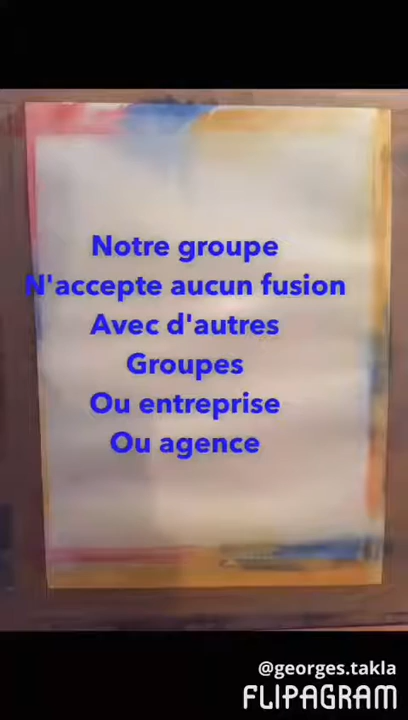 Notre groupe
N'accepte aucun fusion
Avec d'autres
Groupes
Ou entreprise
Ou agence
@georges.takla
FLIPAGRAM